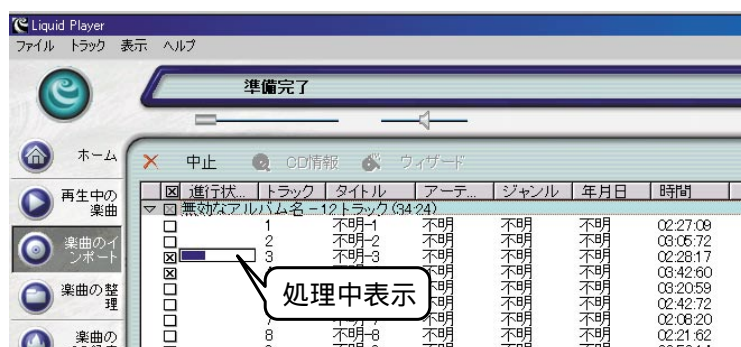 Liquid Player
ファイル トラック 表示 ヘルプ
準備完了
ホーム
中止 CD情報 ウィザード
再生中の
楽曲
進行状... トラック タイトル アーテ... ジャンル 年月日 時間
無効なアルバム名 - 12トラック(34:24)
1 不明-1 不明 不明 不明 02:27:09
楽曲のイ
ンポート
2 不明-2 不明 不明 不明 03:05:72
3 不明-3 不明 不明 不明 02:28:17
不明 不明 03:42:60
処理中表示
楽曲の整
理
不明 不明 03:20:59
不明 不明 02:42:72
7 不明-7 不明 不明 不明 02:08:20
8 不明-8 不明 不明 不明 02:21:62
楽曲の